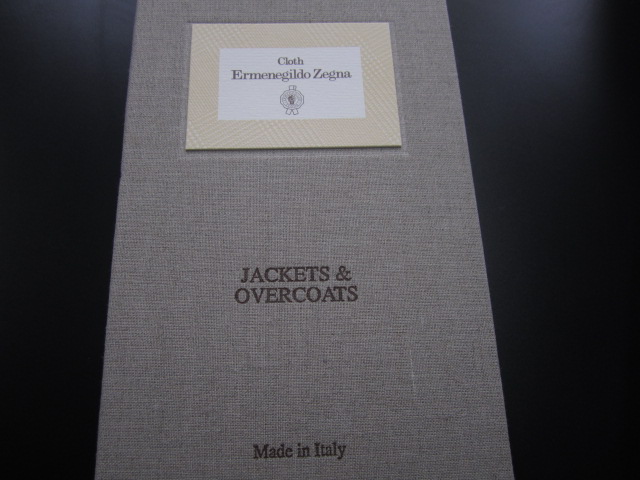 Cloth
Ermenegildo Zegna
JACKETS &
OVERCOATS
Made in Italy